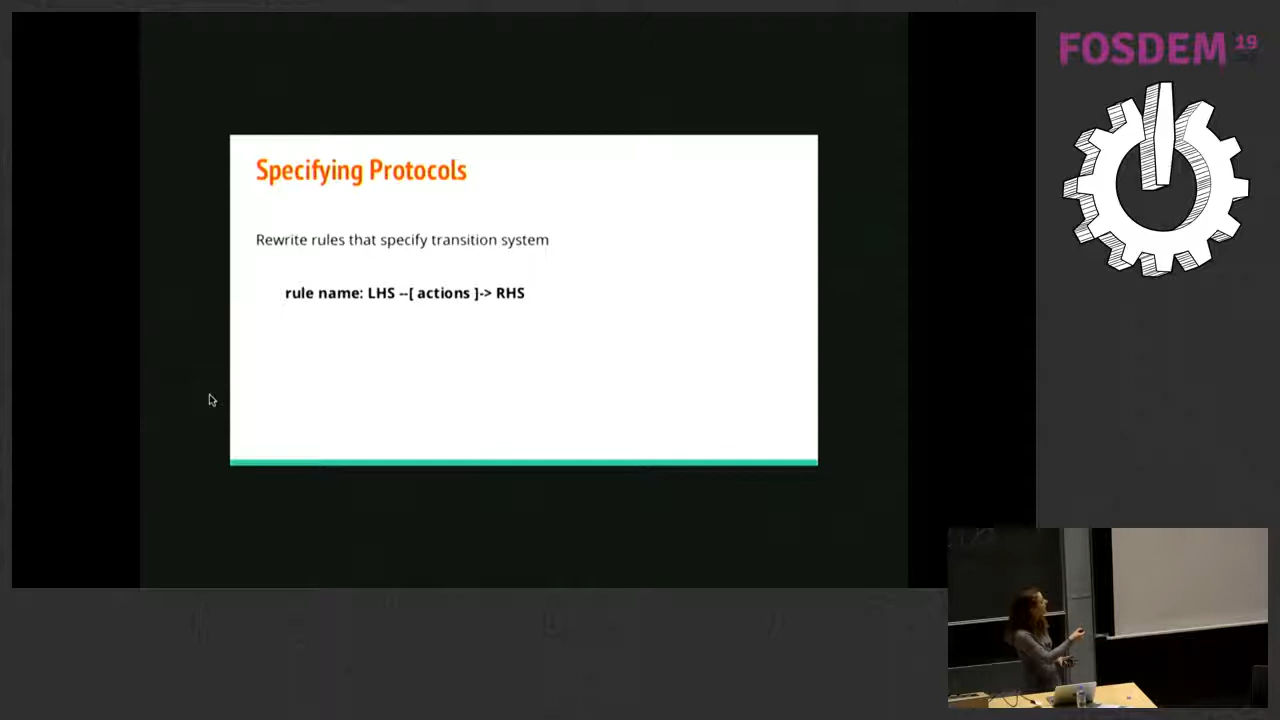 FOSDEM 19
Specifying Protocols
Rewrite rules that specify transition system
rule name: LHS --[ actions ]-> RHS